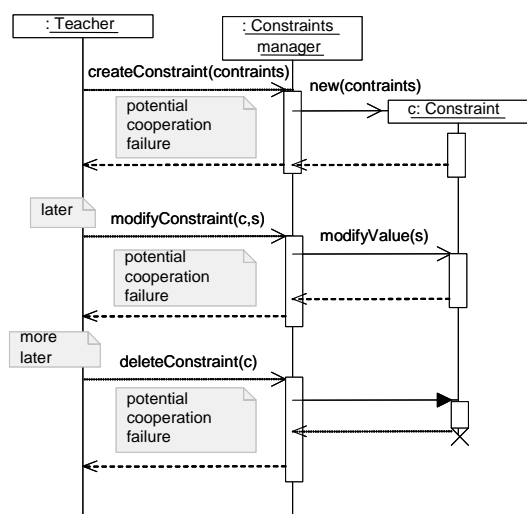 : Teacher
: Constraints
manager
createConstraint(contraints)
new(contraints)
potential
cooperation
failure
c: Constraint
later
modifyConstraint(c,s)
modifyValue(s)
potential
cooperation
failure
more
later
deleteConstraint(c)
potential
cooperation
failure